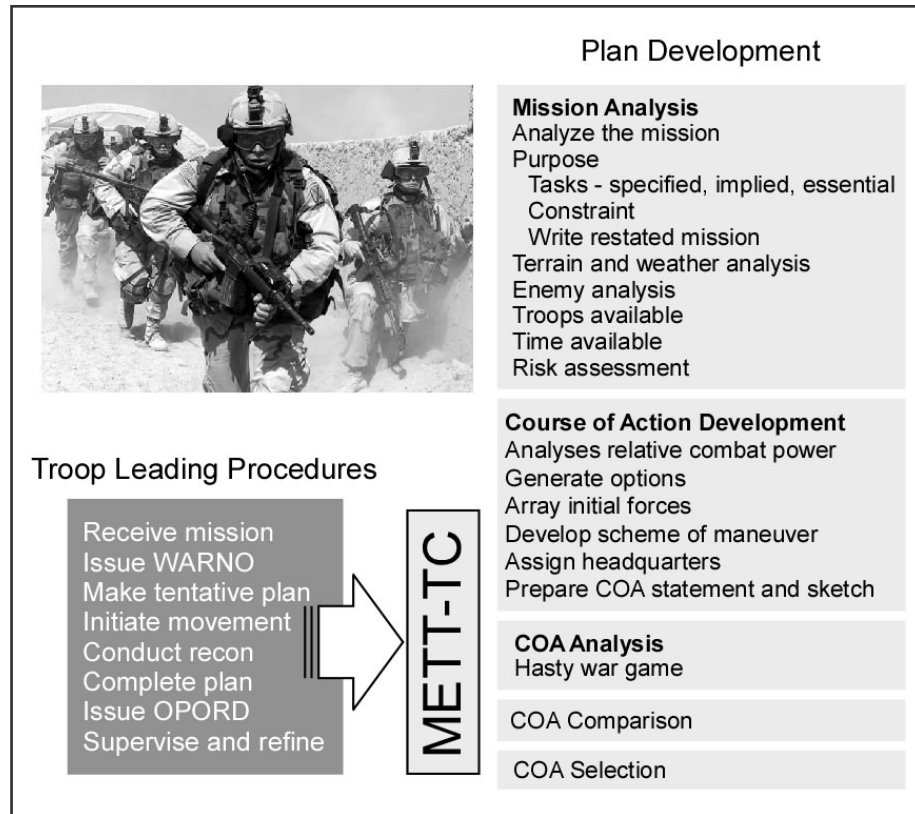 Plan Development
Mission Analysis
Analyze the mission
Purpose
Tasks - specified, implied, essential
Constraint
Write restated mission
Terrain and weather analysis
Enemy analysis
Troops available
Time available
Risk assessment
Course of Action Development
Analyses relative combat power
Generate options
Array initial forces
Develop scheme of maneuver
Assign headquarters
Prepare COA statement and sketch
COA Analysis
Hasty war game
COA Comparison
COA Selection
Troop Leading Procedures
Receive mission
Issue WARNO
Make tentative plan
Initiate movement
Conduct recon
Complete plan
Issue OPORD
Supervise and refine
METT-TC